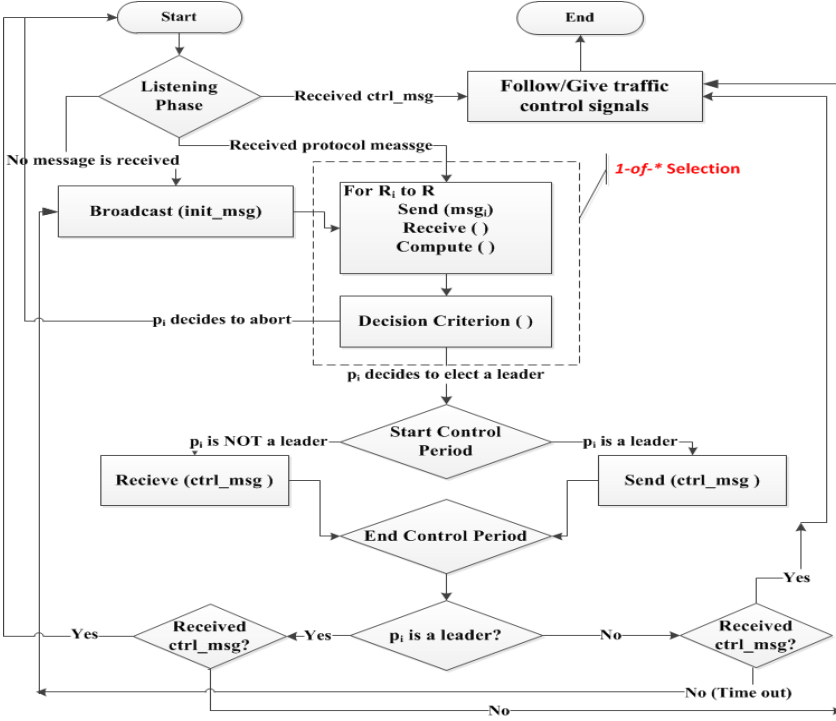 Start
End
Listening
Phase
Received ctrl_msg
Follow/Give traffic
control signals
No message is received
Received protocol meassge
1-of-* Selection
Broadcast (init_msg)
For Ri to R
Send (msgi)
Receive ( )
Compute ( )
pi decides to abort
Decision Criterion ( )
pi decides to elect a leader
Start Control
Period
pi is NOT a leader
pi is a leader
Recieve (ctrl_msg )
Send (ctrl_msg )
End Control Period
Yes
Yes
Received
ctrl_msg?
Yes
pi is a leader?
No
Received
ctrl_msg?
No (Time out)
No